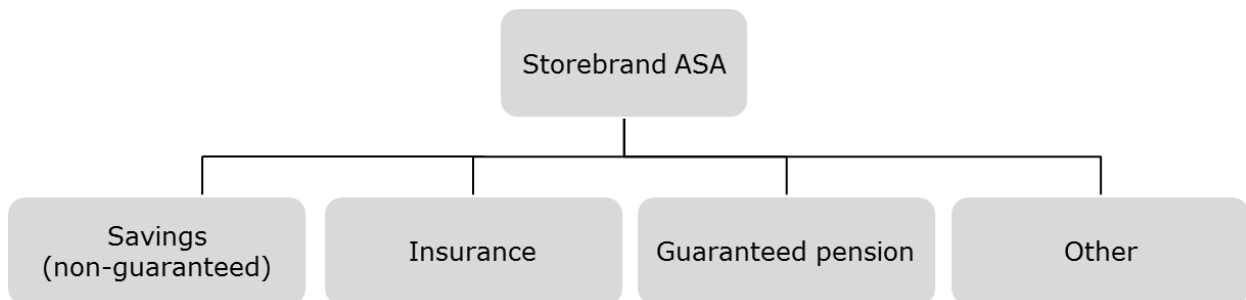 Storebrand ASA
Savings
(non-guaranteed)
Insurance
Guaranteed pension
Other